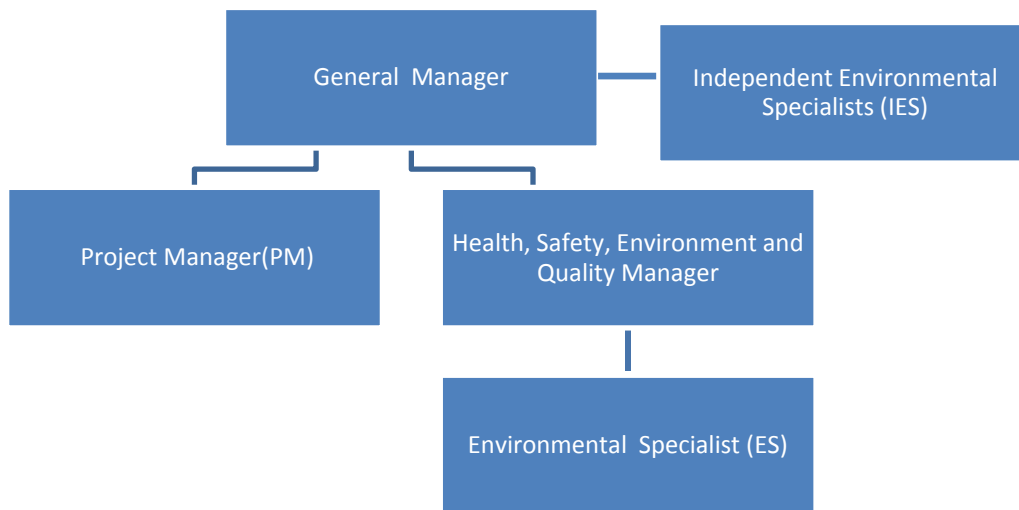 General  Manager
Independent Environmental
Specialists (IES)
Project Manager(PM)
Health, Safety, Environment and
Quality Manager
Environmental  Specialist (ES)